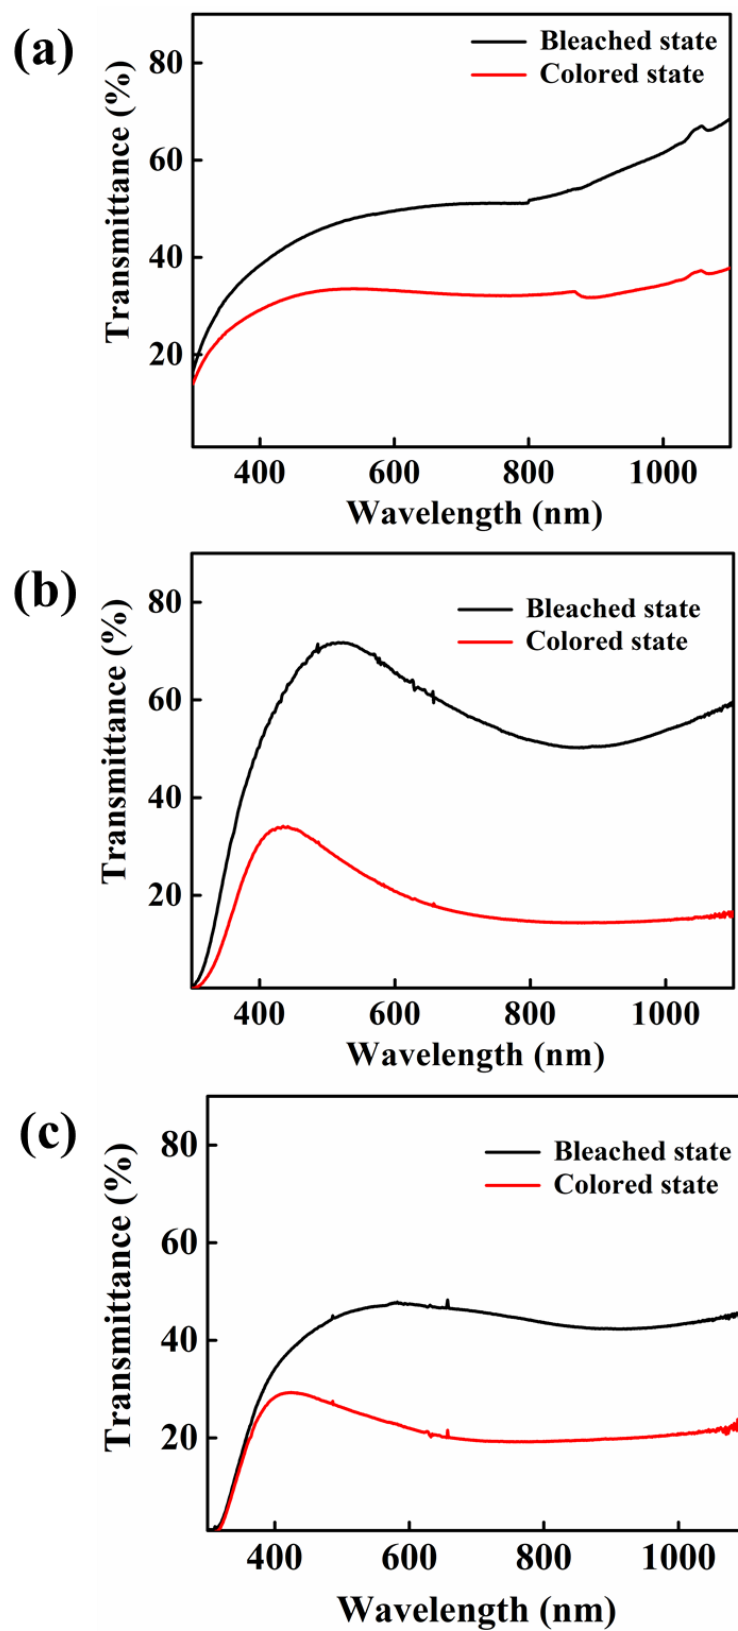 (a)
Bleached state
Colored state
Transmittance (%)
80
60
40
20
400 600 800 1000
Wavelength (nm)
(b)
Bleached state
Colored state
Transmittance (%)
80
60
40
20
400 600 800 1000
Wavelength (nm)
(c)
Bleached state
Colored state
Transmittance (%)
80
60
40
20
400 600 800 1000
Wavelength (nm)